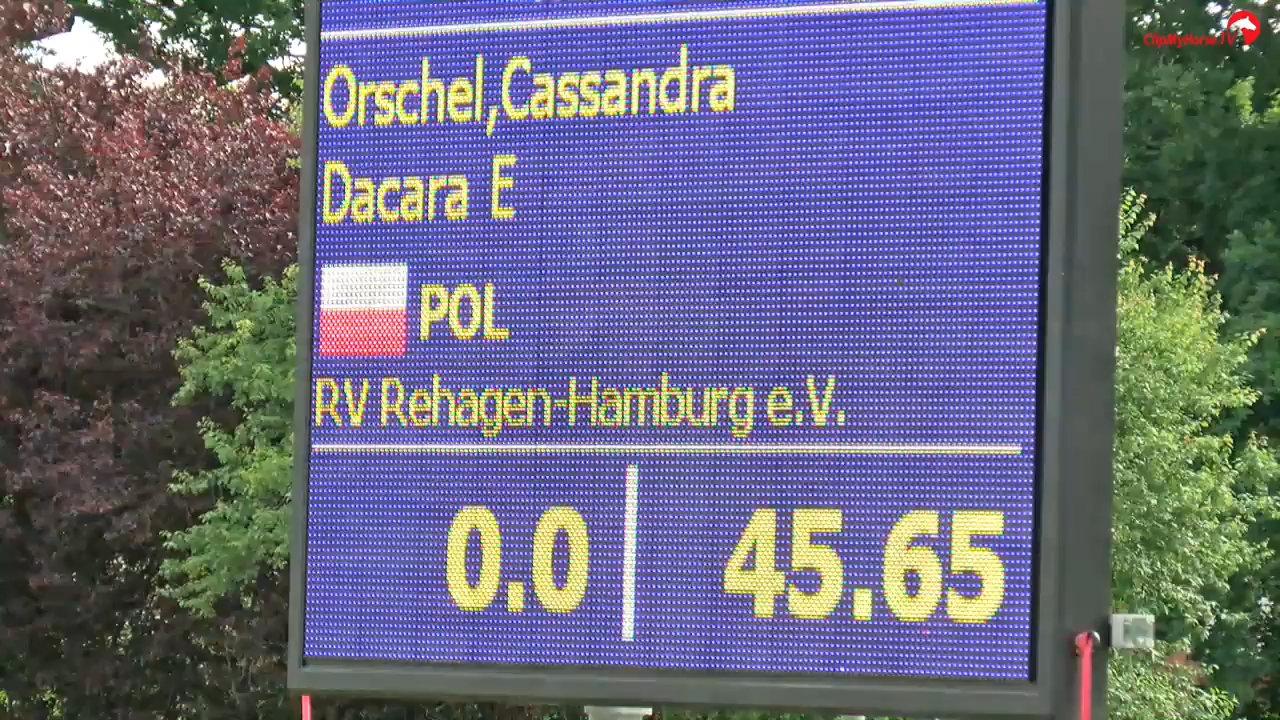 ClipMyHorse.TV
Orschel,Cassandra
Dacara E
POL
RV Rehagen-Hamburg e.V.
0.0 45.65